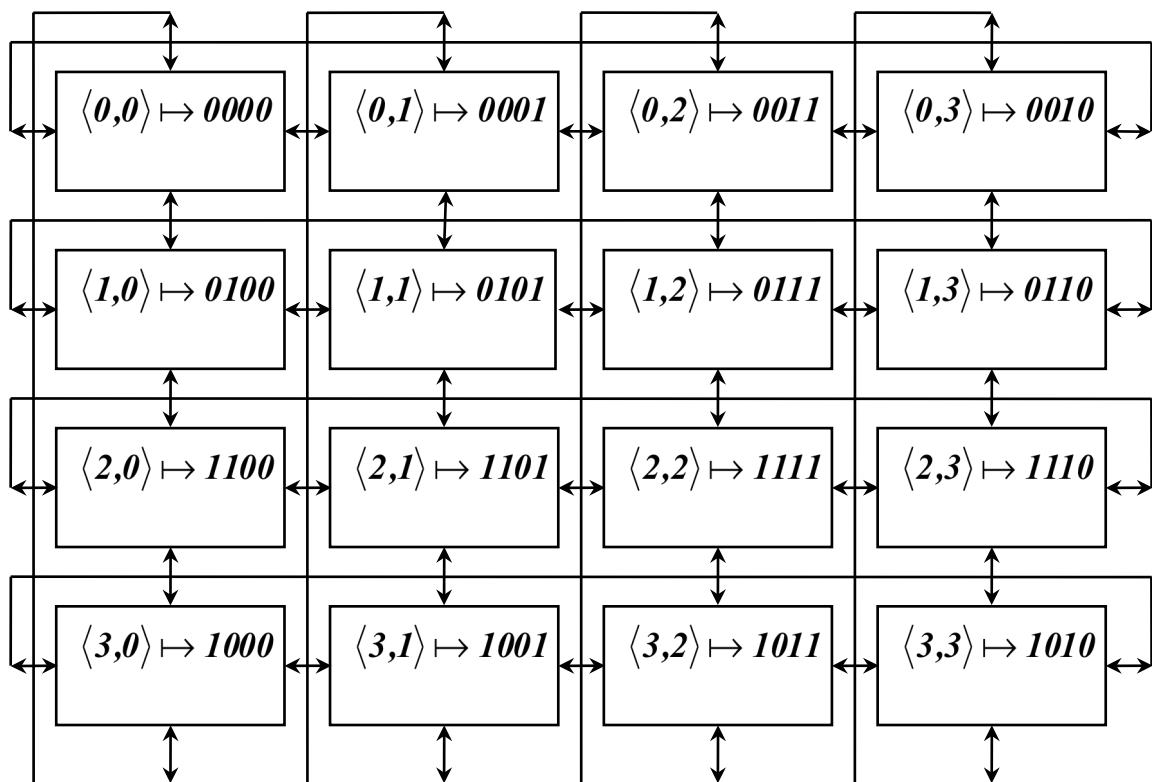 ⟨0,0⟩ ↦ 0000 ⟨0,1⟩ ↦ 0001 ⟨0,2⟩ ↦ 0011 ⟨0,3⟩ ↦ 0010
⟨1,0⟩ ↦ 0100 ⟨1,1⟩ ↦ 0101 ⟨1,2⟩ ↦ 0111 ⟨1,3⟩ ↦ 0110
⟨2,0⟩ ↦ 1100 ⟨2,1⟩ ↦ 1101 ⟨2,2⟩ ↦ 1111 ⟨2,3⟩ ↦ 1110
⟨3,0⟩ ↦ 1000 ⟨3,1⟩ ↦ 1001 ⟨3,2⟩ ↦ 1011 ⟨3,3⟩ ↦ 1010